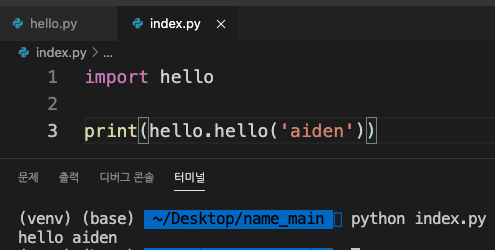 hello.py
index.py
index.py > ...
1 import hello
2
3 print(hello.hello('aiden'))
문제 출력 디버그 콘솔 터미널
(venv) (base) ~/Desktop/name_main python index.py
hello aiden